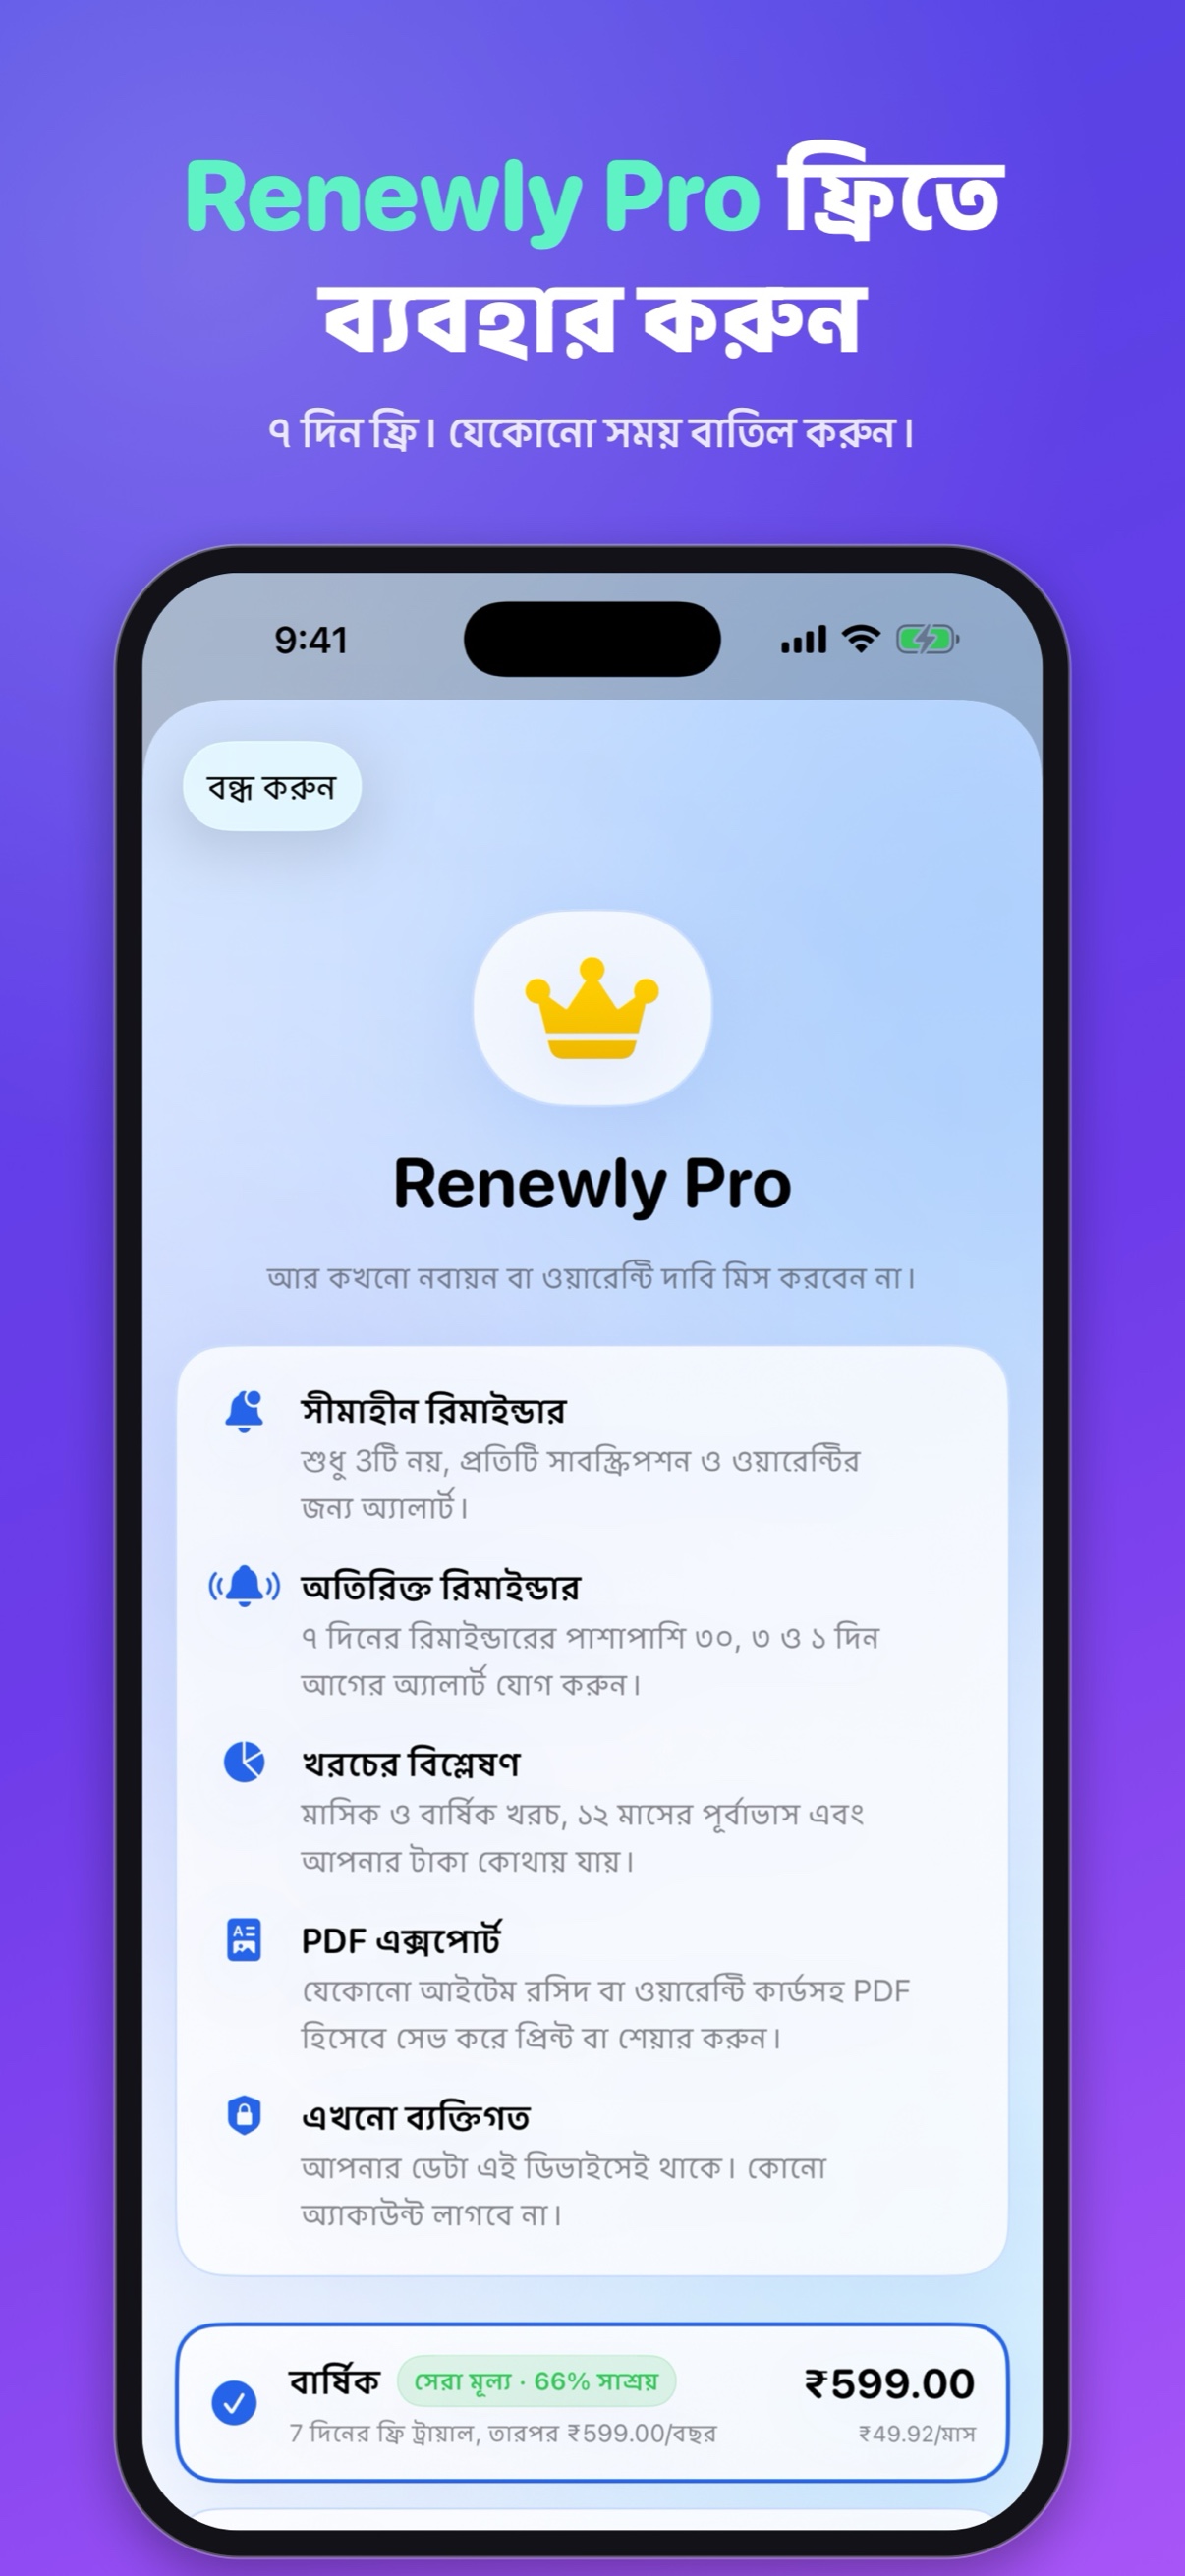 Renewly Pro ফ্রিতে
ব্যবহার করুন
৭ দিন ফ্রি। যেকোনো সময় বাতিল করুন।
9:41
বন্ধ করুন
Renewly Pro
আর কখনো নবায়ন বা ওয়ারেন্টি দাবি মিস করবেন না।
সীমাহীন রিমাইন্ডার
শুধু 3টি নয়, প্রতিটি সাবস্ক্রিপশন ও ওয়ারেন্টির
জন্য অ্যালার্ট।
অতিরিক্ত রিমাইন্ডার
৭ দিনের রিমাইন্ডারের পাশাপাশি ৩০, ৩ ও ১ দিন
আগের অ্যালার্ট যোগ করুন।
খরচের বিশ্লেষণ
মাসিক ও বার্ষিক খরচ, ১২ মাসের পূর্বাভাস এবং
আপনার টাকা কোথায় যায়।
PDF এক্সপোর্ট
যেকোনো আইটেম রসিদ বা ওয়ারেন্টি কার্ডসহ PDF
হিসেবে সেভ করে প্রিন্ট বা শেয়ার করুন।
এখনো ব্যক্তিগত
আপনার ডেটা এই ডিভাইসেই থাকে। কোনো
অ্যাকাউন্ট লাগবে না।
বার্ষিক সেরা মূল্য · 66% সাশ্রয় ₹599.00
7 দিনের ফ্রি ট্রায়াল, তারপর ₹599.00/বছর ₹49.92/মাস